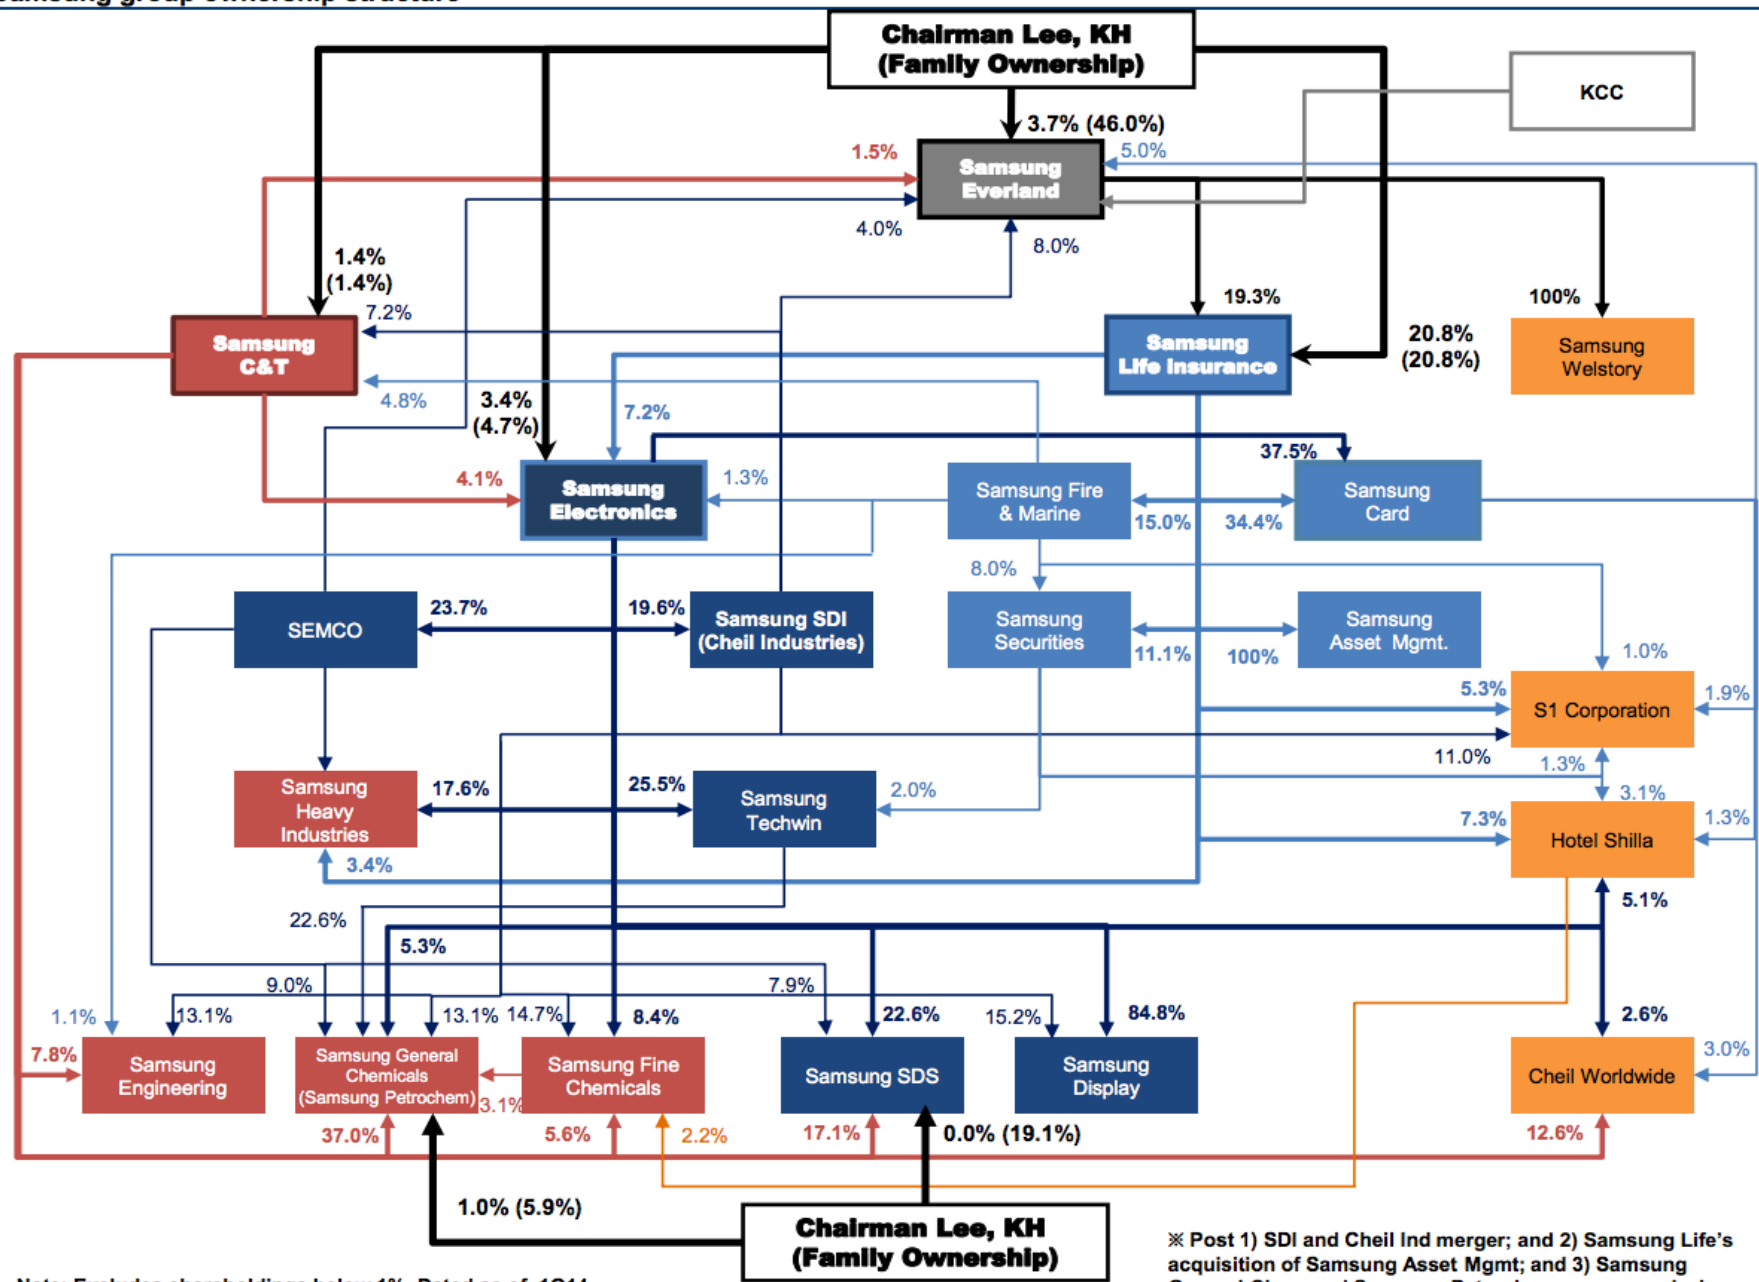 Samsung group ownership structure
Chairman Lee, KH
(Family Ownership)
KCC
3.7% (46.0%)
1.5%
5.0%
Samsung
Everland
4.0%
8.0%
1.4%
(1.4%)
7.2%
19.3%
100%
Samsung
C&T
Samsung
Life Insurance
20.8%
(20.8%)
Samsung
Welstory
4.8%
3.4%
(4.7%)
7.2%
37.5%
4.1%
Samsung
Electronics
1.3%
Samsung Fire
& Marine
15.0%
34.4%
Samsung
Card
8.0%
SEMCO
23.7%
19.6%
Samsung SDI
(Cheil Industries)
Samsung
Securities
11.1%
100%
Samsung
Asset Mgmt.
1.0%
5.3%
S1 Corporation
1.9%
11.0%
1.3%
Samsung
Heavy
Industries
17.6%
25.5%
Samsung
Techwin
2.0%
3.1%
7.3%
Hotel Shilla
1.3%
3.4%
5.1%
22.6%
5.3%
9.0%
7.9%
1.1%
13.1%
13.1%
14.7%
8.4%
22.6%
15.2%
84.8%
2.6%
7.8%
Samsung
Engineering
Samsung General
Chemicals
(Samsung Petrochem)
3.1%
Samsung Fine
Chemicals
Samsung SDS
Samsung
Display
Cheil Worldwide
3.0%
37.0%
5.6%
2.2%
17.1%
0.0% (19.1%)
12.6%
1.0% (5.9%)
Chairman Lee, KH
(Family Ownership)
※ Post 1) SDI and Cheil Ind merger; and 2) Samsung Life's
acquisition of Samsung Asset Mgmt; and 3) Samsung